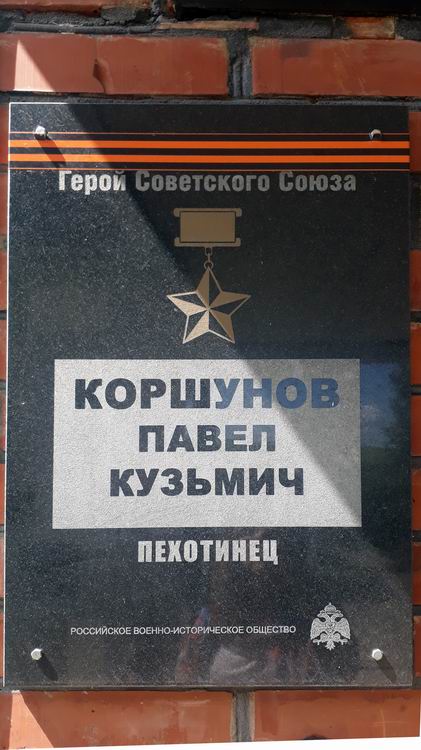 Герой Советского Союза
КОРШУНОВ
ПАВЕЛ
КУЗЬМИЧ
ПЕХОТИНЕЦ
РОССИЙСКОЕ ВОЕННО-ИСТОРИЧЕСКОЕ ОБЩЕСТВО